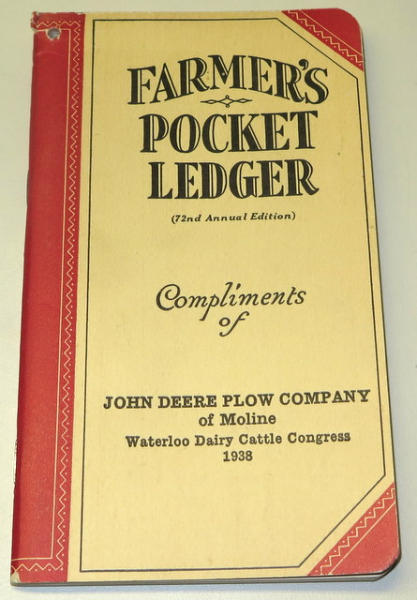 FARMER'S
POCKET
LEDGER
(72nd Annual Edition)
Compliments
of
JOHN DEERE PLOW COMPANY
of Moline
Waterloo Dairy Cattle Congress
1938